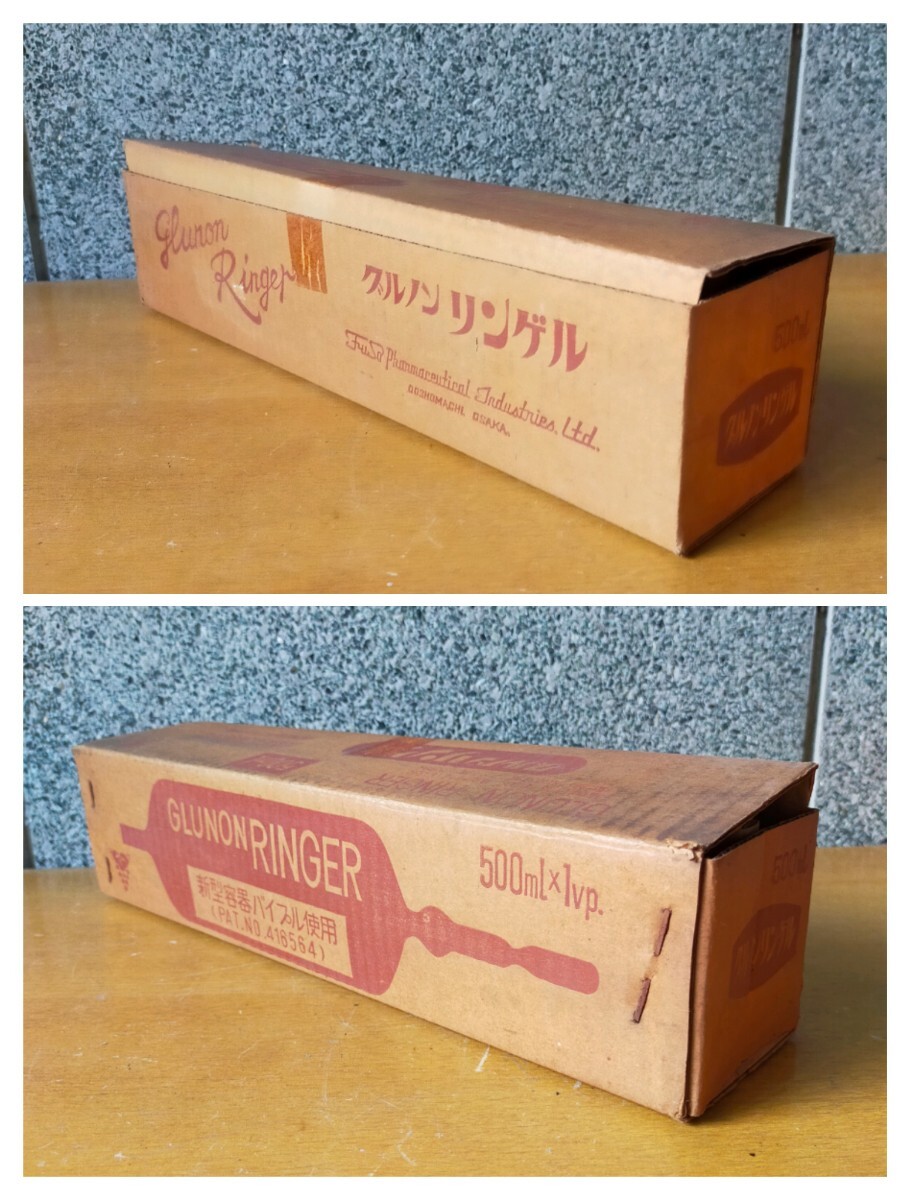 Glunon
Ringer
グルノン リンゲル
Fuso Pharmaceutical Industries, Ltd.
DOSHOMACHI OSAKA.
500ml
グルノンリンゲル
GLUNON RINGER
新型容器バイプル使用
(PAT.NO.416564)
500ml×1vp.
500ml